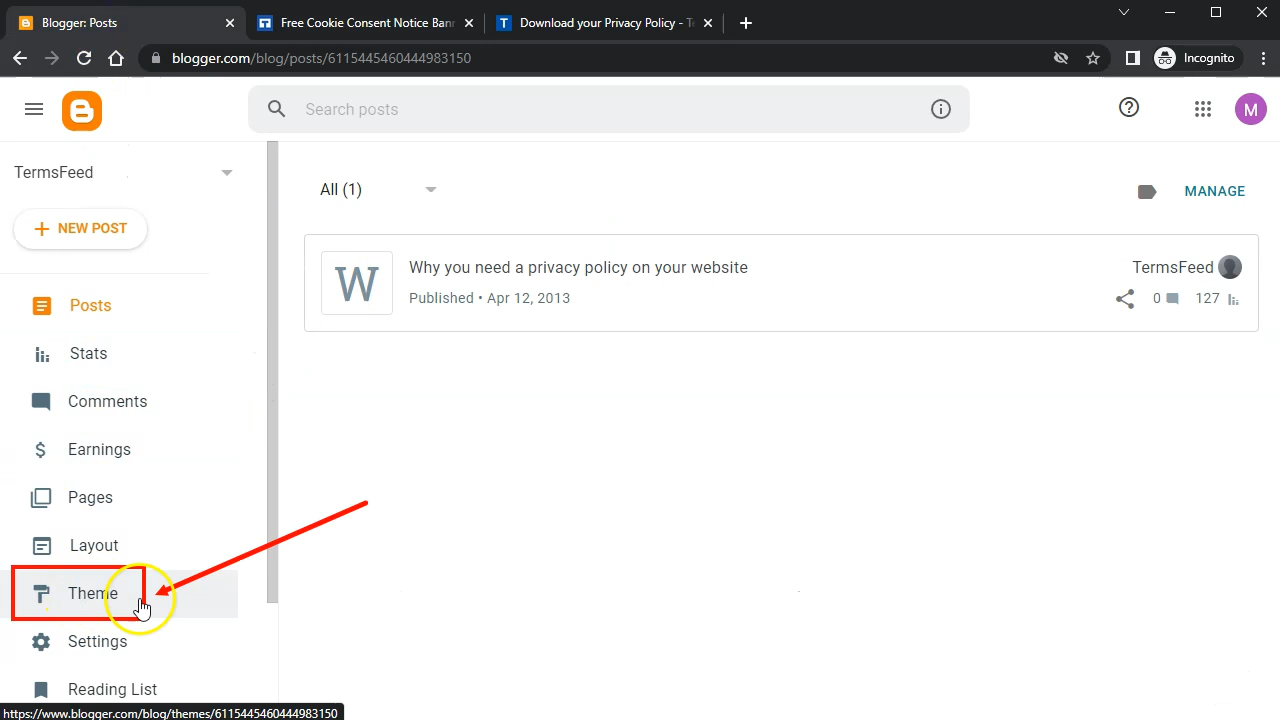 Blogger: Posts
Free Cookie Consent Notice Bann
Download your Privacy Policy - Te
blogger.com/blog/posts/6115445460444983150
Incognito
Search posts
M
TermsFeed
All (1)
MANAGE
NEW POST
W
Why you need a privacy policy on your website
TermsFeed
Published • Apr 12, 2013
0
127
Posts
Stats
Comments
Earnings
Pages
Layout
Theme
Settings
Reading List
https://www.blogger.com/blog/themes/6115445460444983150